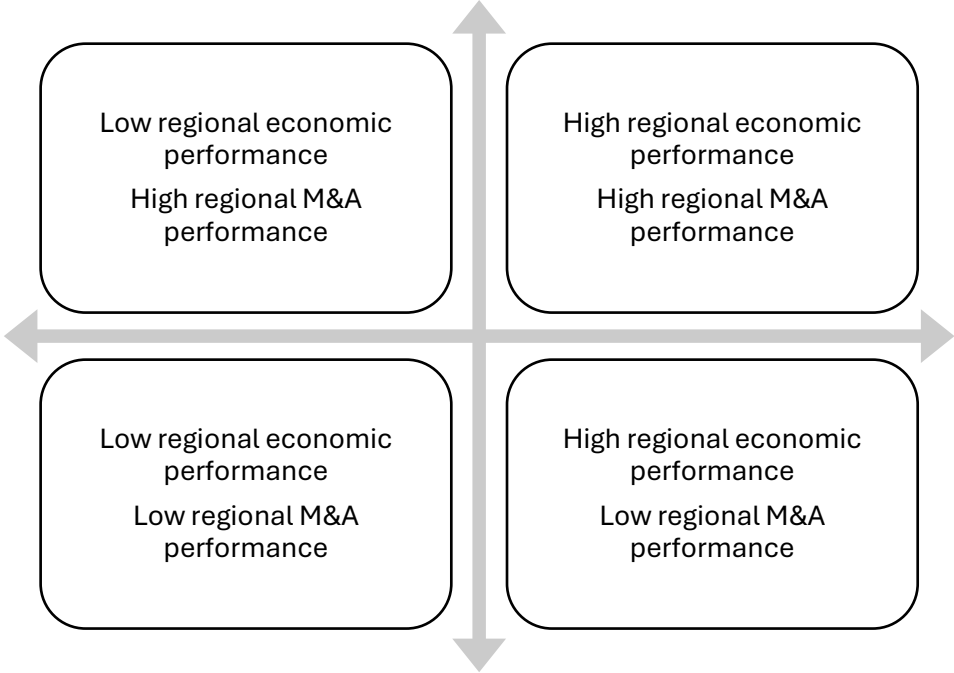 Low regional economic
performance
High regional M&A
performance
High regional economic
performance
High regional M&A
performance
Low regional economic
performance
Low regional M&A
performance
High regional economic
performance
Low regional M&A
performance